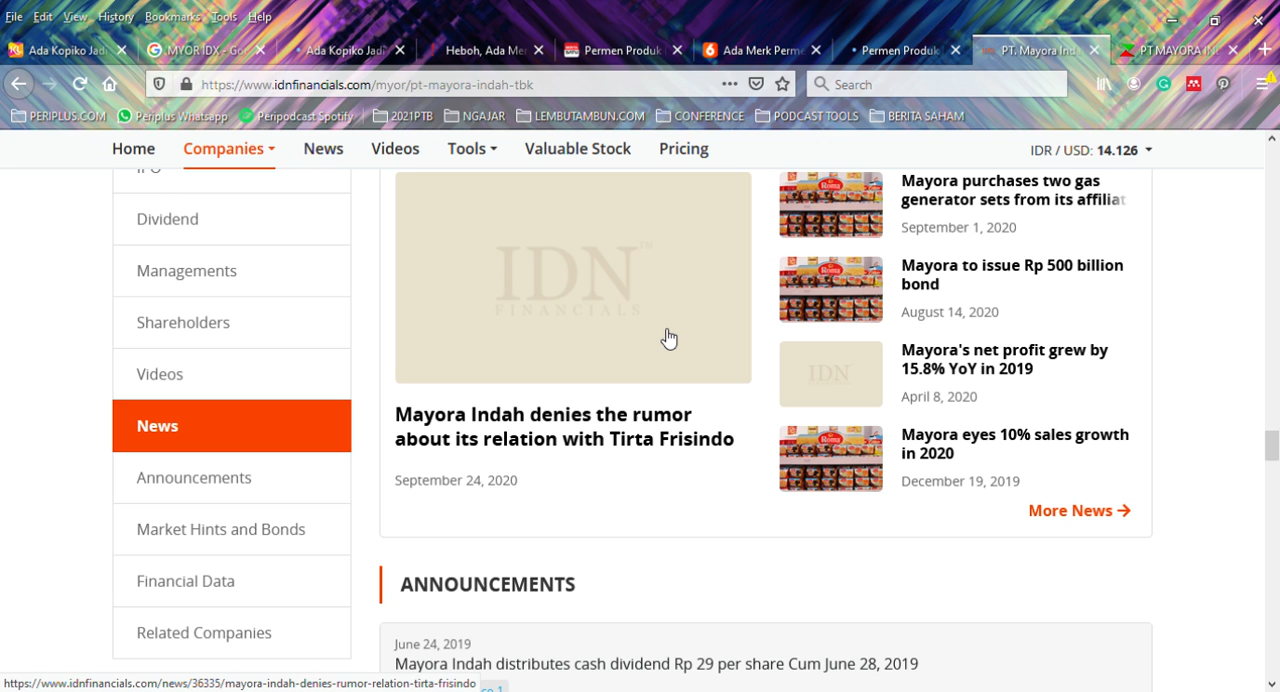 File Edit View History Bookmarks Tools Help
Ada Kopiko Jadi MYOR IDX - Go Ada Kopiko Jadi Heboh, Ada Me Permen Produk Ada Merk Perme Permen Produk PT. Mayora Ind PT MAYORA IN
https://www.idnfinancials.com/myor/pt-mayora-indah-tbk Search
PERIPLUS.COM Periplus Whatsapp Peripodcast Spotify 2021PTB NGAJAR LEMBUTAMBUN.COM CONFERENCE PODCAST TOOLS BERITA SAHAM
Home Companies News Videos Tools Valuable Stock Pricing IDR / USD: 14.126
IPO
Dividend
Managements
Shareholders
Videos
News
Announcements
Market Hints and Bonds
Financial Data
Related Companies
IDN
FINANCIALS
Mayora Indah denies the rumor
about its relation with Tirta Frisindo
September 24, 2020
Roma
Mayora purchases two gas
generator sets from its affiliat
September 1, 2020
Roma
Mayora to issue Rp 500 billion
bond
August 14, 2020
IDN
Mayora's net profit grew by
15.8% YoY in 2019
April 8, 2020
Roma
Mayora eyes 10% sales growth
in 2020
December 19, 2019
More News
ANNOUNCEMENTS
June 24, 2019
Mayora Indah distributes cash dividend Rp 29 per share Cum June 28, 2019
https://www.idnfinancials.com/news/36335/mayora-indah-denies-rumor-relation-tirta-frisindo